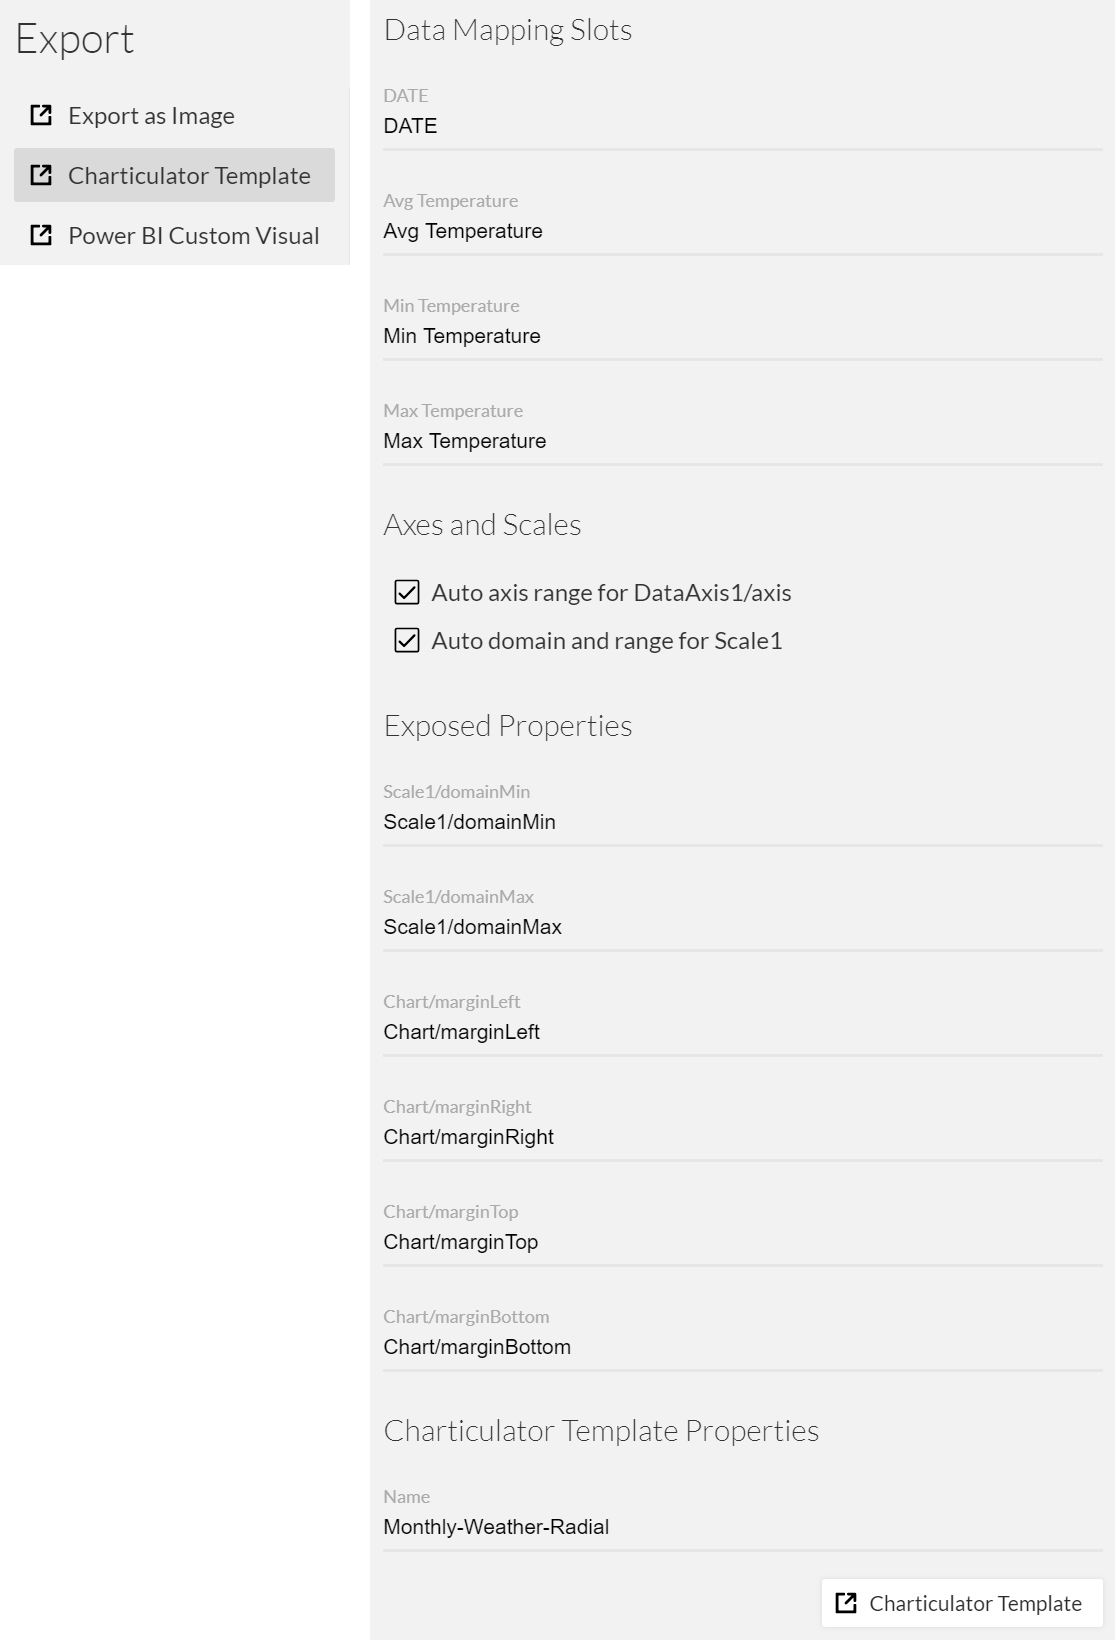 Export
Export as Image
Charticulator Template
Power BI Custom Visual
Data Mapping Slots
DATE
DATE
Avg Temperature
Avg Temperature
Min Temperature
Min Temperature
Max Temperature
Max Temperature
Axes and Scales
Auto axis range for DataAxis1/axis
Auto domain and range for Scale1
Exposed Properties
Scale1/domainMin
Scale1/domainMin
Scale1/domainMax
Scale1/domainMax
Chart/marginLeft
Chart/marginLeft
Chart/marginRight
Chart/marginRight
Chart/marginTop
Chart/marginTop
Chart/marginBottom
Chart/marginBottom
Charticulator Template Properties
Name
Monthly-Weather-Radial
Charticulator Template